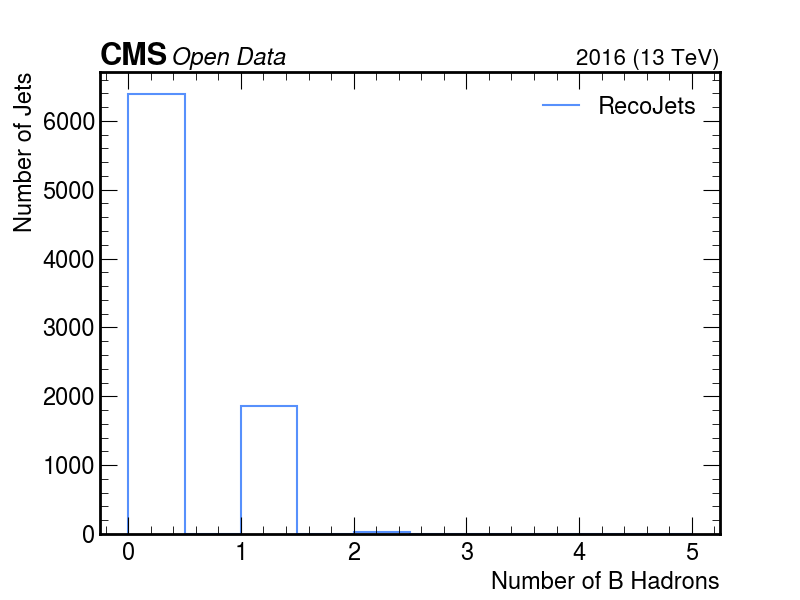 CMS Open Data 2016 (13 TeV)
Number of Jets
RecoJets
6000
5000
4000
3000
2000
1000
0
0 1 2 3 4 5
Number of B Hadrons